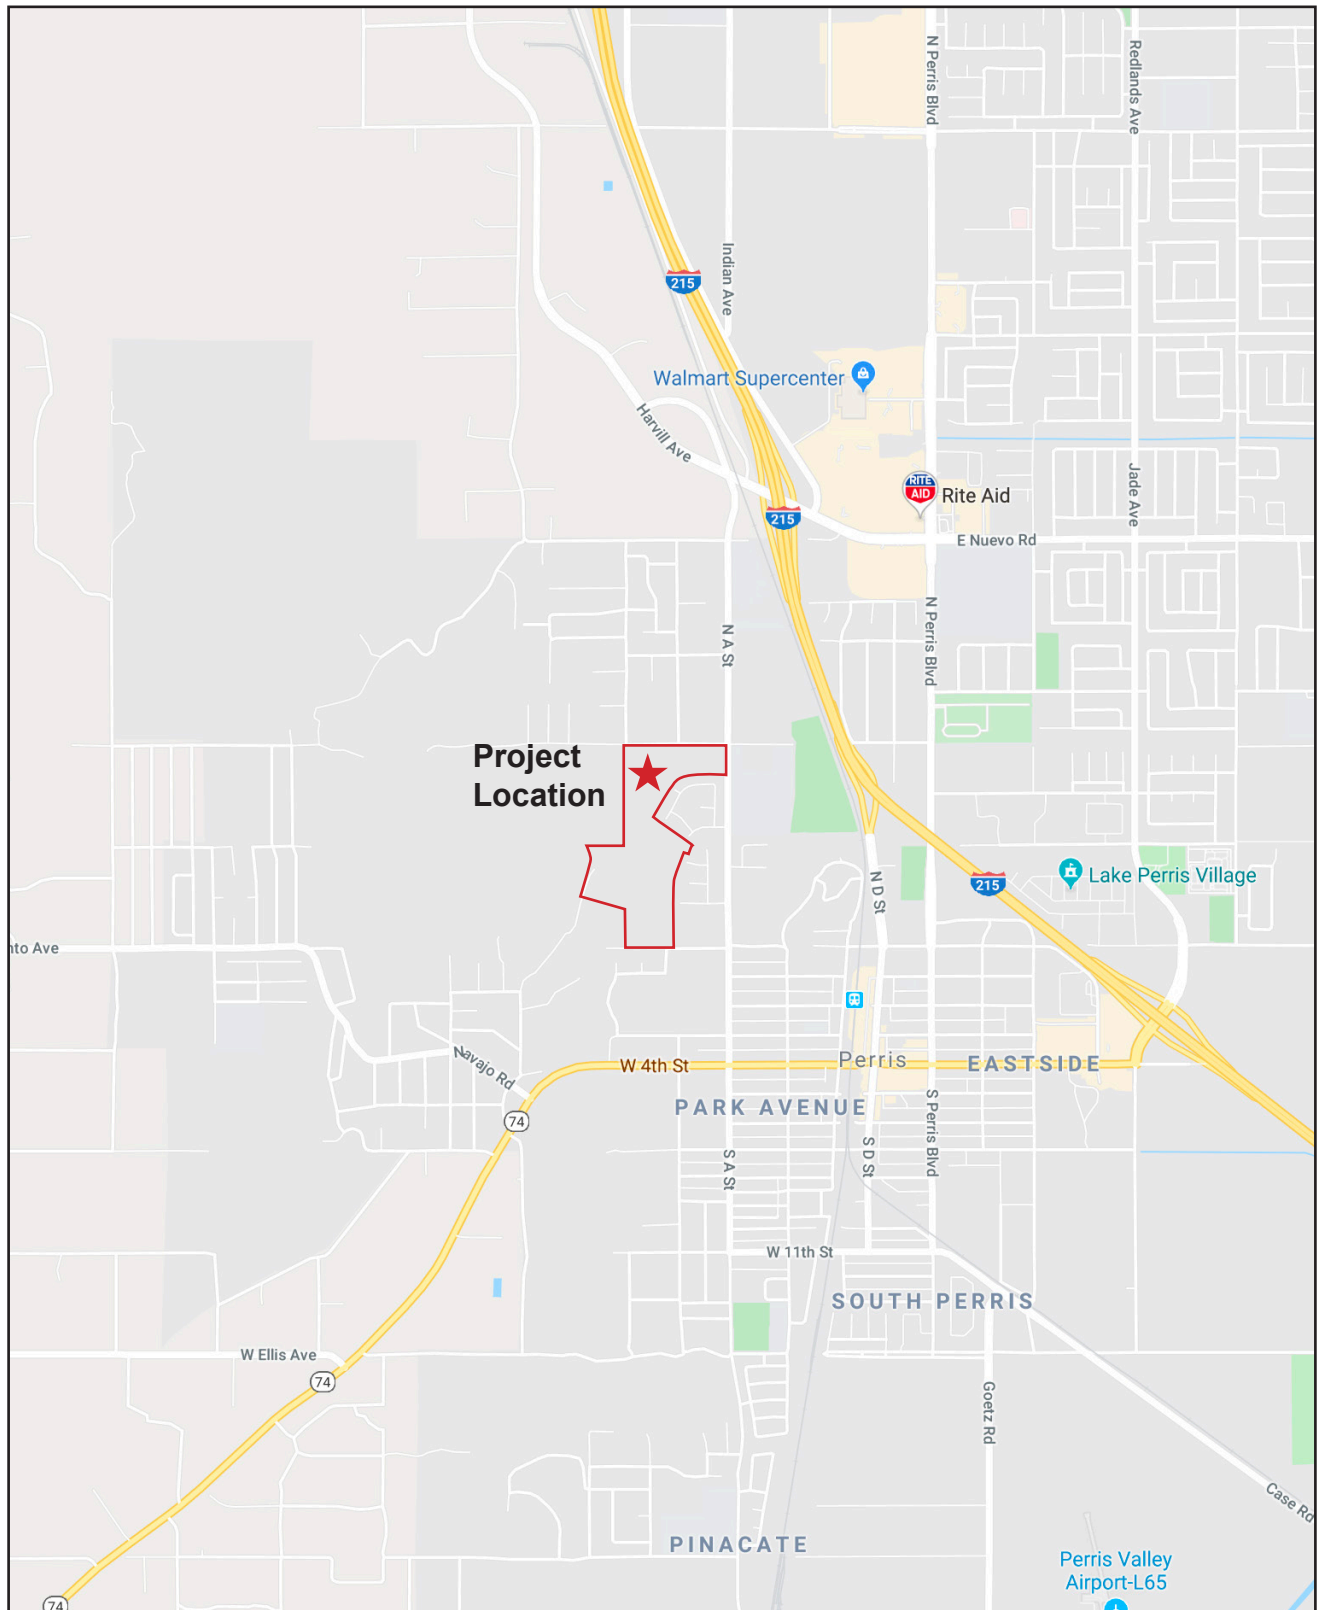 N Perris Blvd
Redlands Ave
Indian Ave
215
Walmart Supercenter
Harvill Ave
RITE
AID
Rite Aid
Jade Ave
215
E Nuevo Rd
N A St
N Perris Blvd
Project
Location
N D St
215
Lake Perris Village
nto Ave
Navajo Rd
W 4th St
Perris
EASTSIDE
PARK AVENUE
74
S A St
S D St
S Perris Blvd
W 11th St
SOUTH PERRIS
W Ellis Ave
74
Goetz Rd
Case Rd
PINACATE
Perris Valley
Airport-L65
74